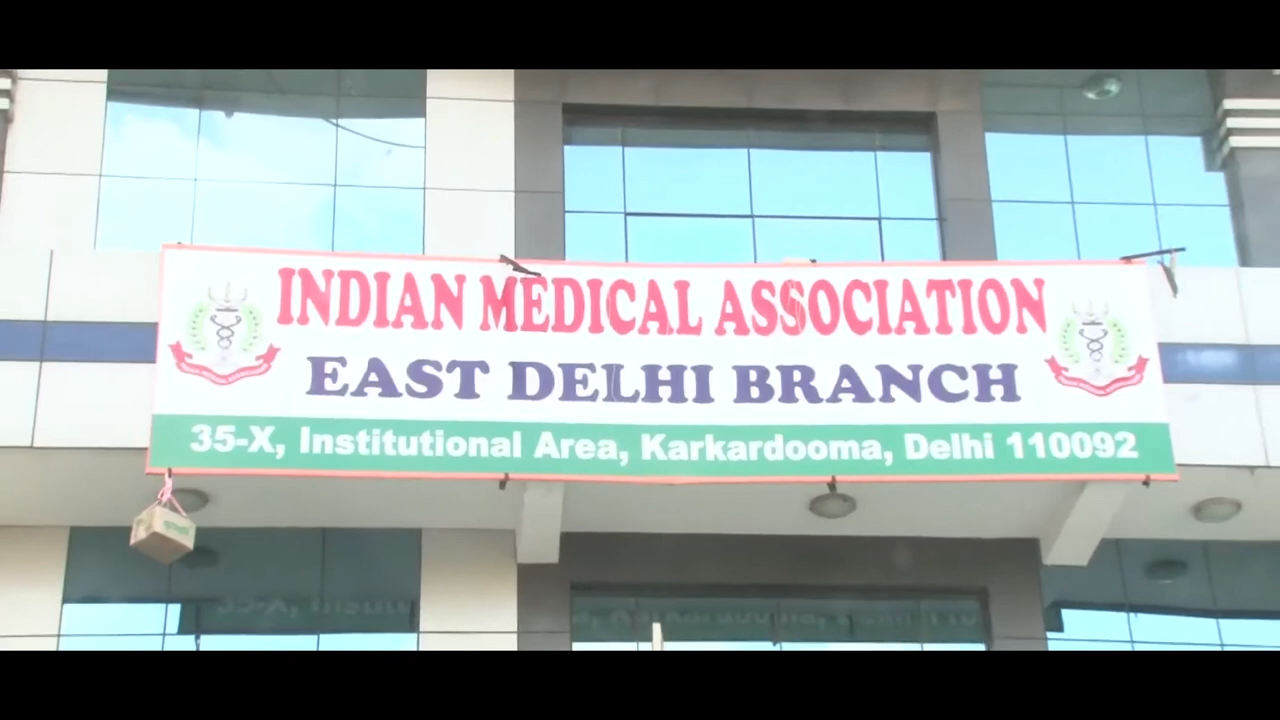 INDIAN MEDICAL ASSOCIATION
EAST DELHI BRANCH
35-X, Institutional Area, Karkardooma, Delhi 110092